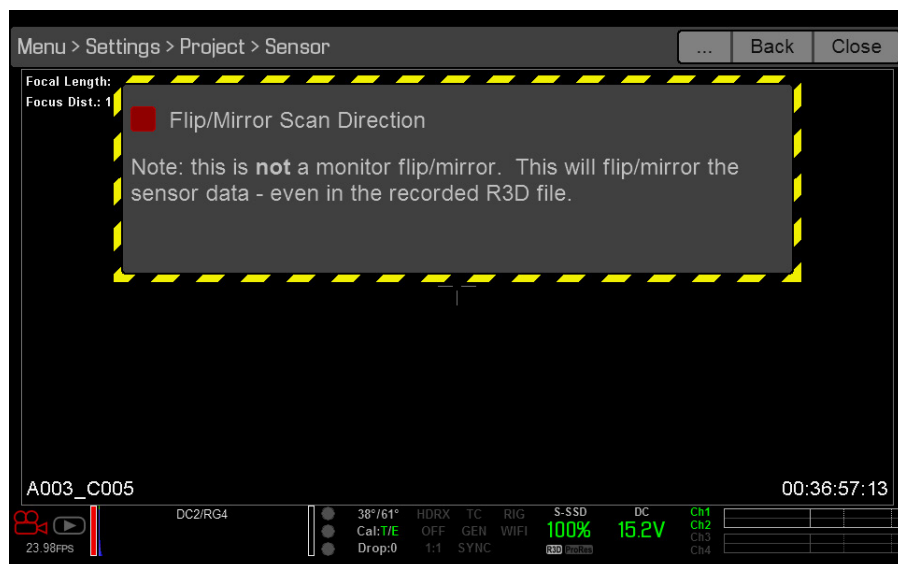 Menu > Settings > Project > Sensor
... Back Close
Focal Length:
Focus Dist.: 1
Flip/Mirror Scan Direction
Note: this is not a monitor flip/mirror. This will flip/mirror the
sensor data - even in the recorded R3D file.
A003_C005 00:36:57:13
DC2/RG4 38°/61° HDRX TC RIG S-SSD DC Ch1
Cal:T/E OFF GEN WIFI 100% 15.2V Ch2
Ch3
23.98FPS Drop:0 1:1 SYNC R3D ProRes Ch4